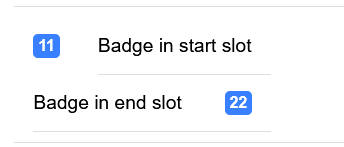 11 Badge in start slot
Badge in end slot 22